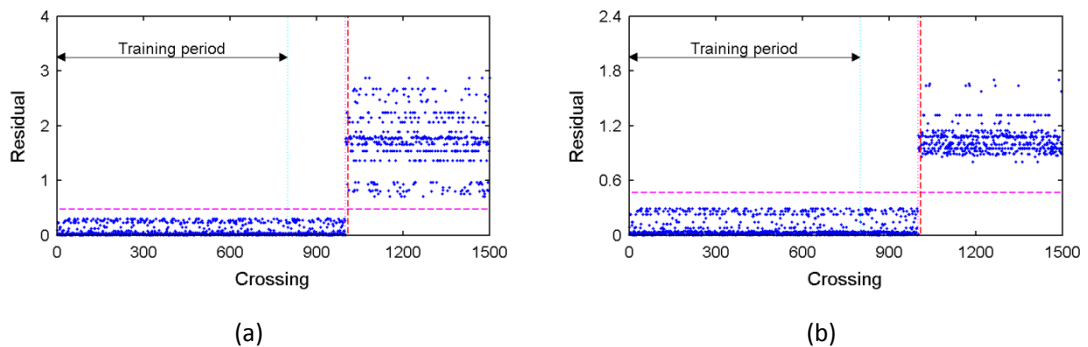 4
3
2
1
0
Residual
Training period
0 300 600 900 1200 1500
Crossing
(a)
2.4
1.8
1.2
0.6
0
Residual
Training period
0 300 600 900 1200 1500
Crossing
(b)